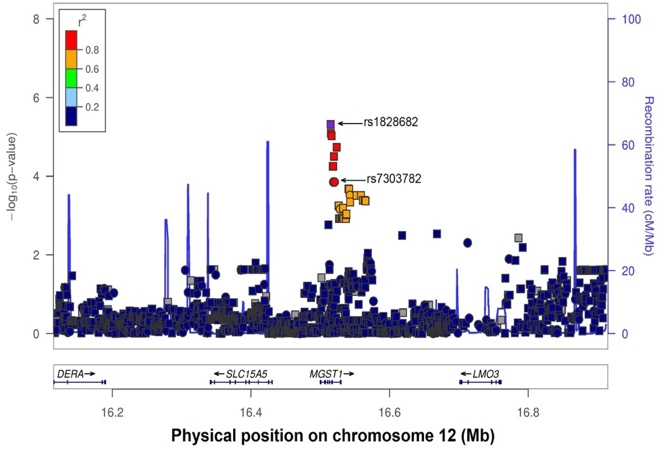 r²
0.8
0.6
0.4
0.2
8
6
4
2
0
−log₁₀(p-value)
100
80
60
40
20
0
Recombination rate (cM/Mb)
rs1828682
rs7303782
DERA→
←SLC15A5
MGST1→
←LMO3
16.2
16.4
16.6
16.8
Physical position on chromosome 12 (Mb)